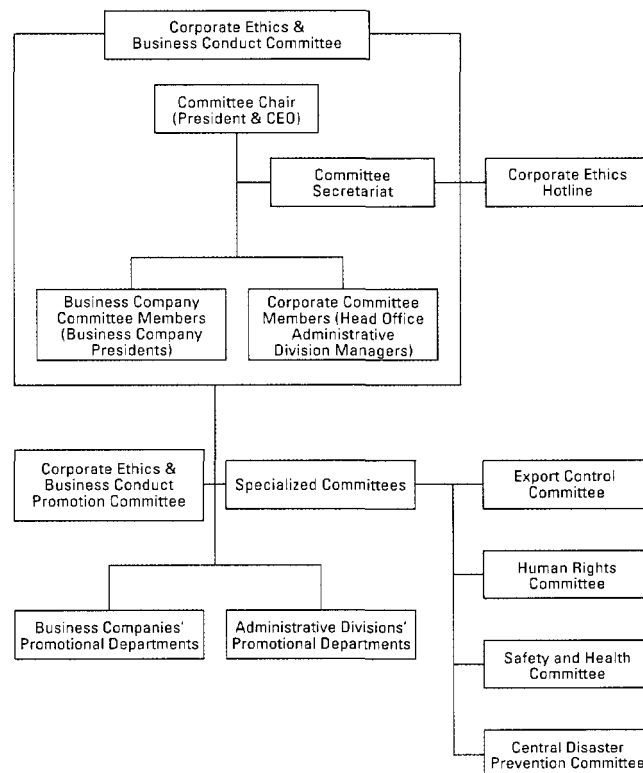 Corporate Ethics &
Business Conduct Committee
Committee Chair
(President & CEO)
Committee
Secretariat
Corporate Ethics
Hotline
Business Company
Committee Members
(Business Company
Presidents)
Corporate Committee
Members (Head Office
Administrative
Division Managers)
Corporate Ethics &
Business Conduct
Promotion Committee
Specialized Committees
Export Control
Committee
Human Rights
Committee
Business Companies'
Promotional Departments
Administrative Divisions'
Promotional Departments
Safety and Health
Committee
Central Disaster
Prevention Committee